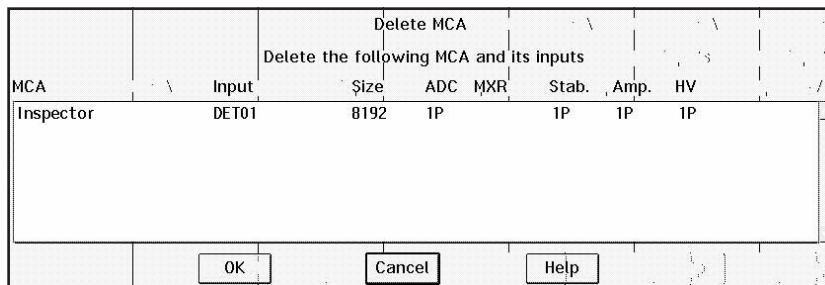 Delete MCA
Delete the following MCA and its inputs
MCA Input Size ADC MXR Stab. Amp. HV
Inspector DET01 8192 1P 1P 1P 1P
OK Cancel Help